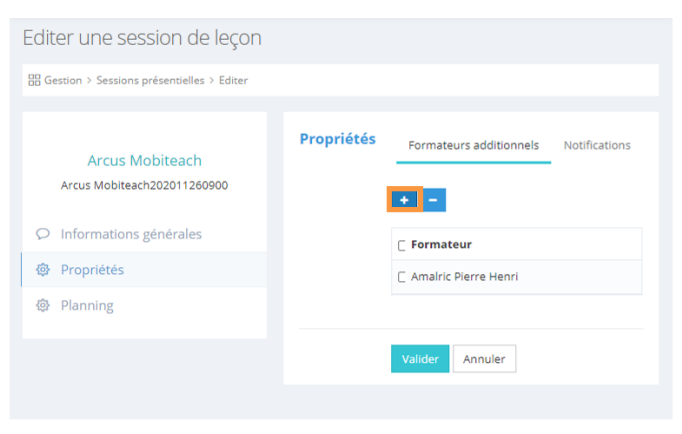 Editer une session de leçon
Gestion > Sessions présentielles > Editer
Arcus Mobiteach
Arcus Mobiteach202011260900
Informations générales
Propriétés
Planning
Propriétés
Formateurs additionnels
Notifications
+ −
Formateur
Amalric Pierre Henri
Valider
Annuler